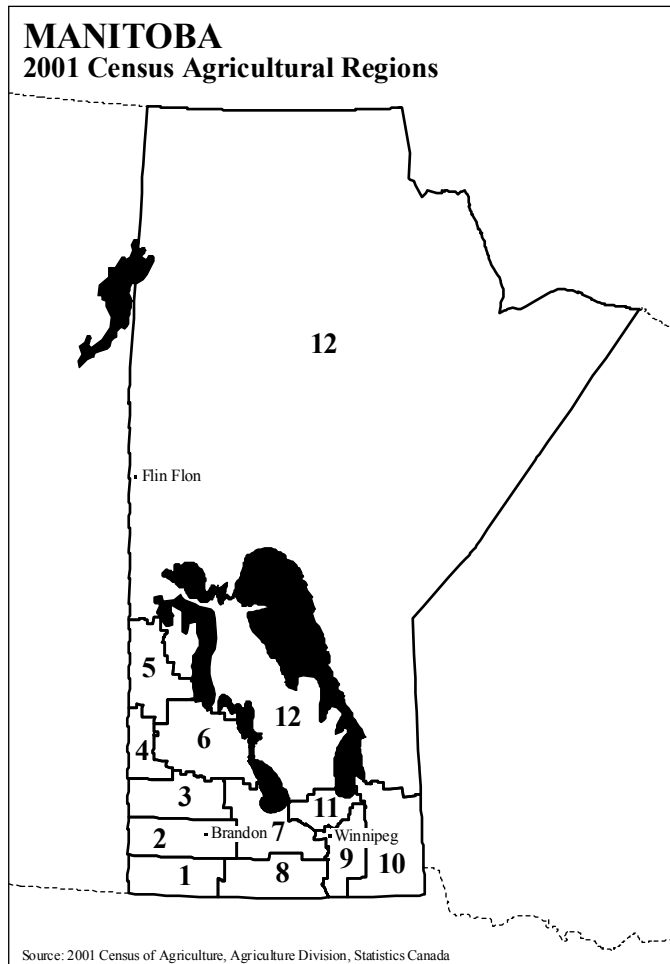 MANITOBA
2001 Census Agricultural Regions
12
Flin Flon
5
12
6
4
3
11
7
2
Brandon
Winnipeg
9
10
8
1
Source: 2001 Census of Agriculture, Agriculture Division, Statistics Canada